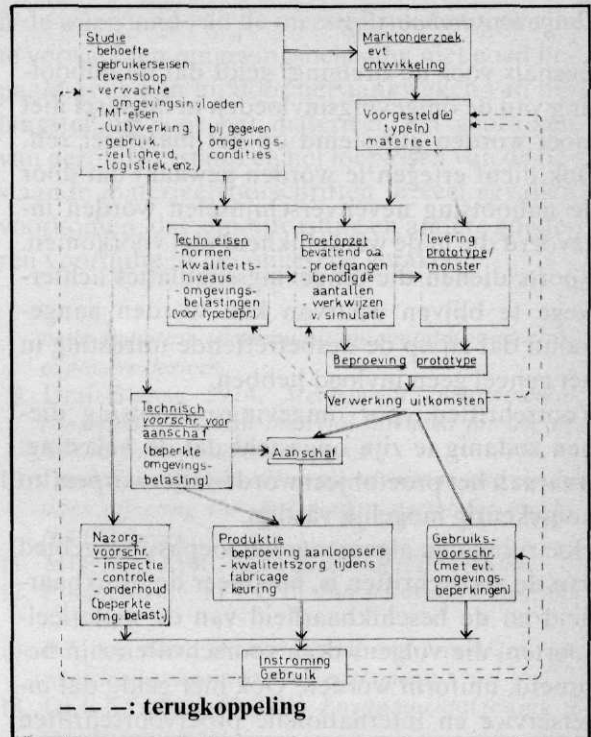 Studie
- behoefte
- gebruikerseisen
- levensloop
- verwachte
omgevingsinvloeden
- TMT-eisen
- (uit)werking
- gebruik
- veiligheid
- logistiek, enz.
bij gegeven
omgevings-
condities
Marktonderzoek
evt.
ontwikkeling
Voorgesteld(e)
type(n)
materieel
Techn. eisen
-normen
- kwaliteits-
niveaus
- omgevings-
belastingen
(voor typebepr.)
Proefopzet
bevattend o.a.
- proefgangen
- benodigde
aantallen
- werkwijzen
v. simulatie
levering
prototype/
monster
Beproeving prototype
Verwerking uitkomsten
Technisch
voorschr. voor
aanschaf
(beperkte
omgevings-
belasting)
Aanschaf
Nazorg-
voorschr.
- inspectie
- controle
- onderhoud
(beperkte
omg. belast.)
Produktie
- beproeving aanloopserie
- kwaliteitszorg tijdens
fabricage
- keuring
Gebruiks-
voorschr.
(met evt.
omgevings-
beperkingen)
Instroming
Gebruik
– – –: terugkoppeling